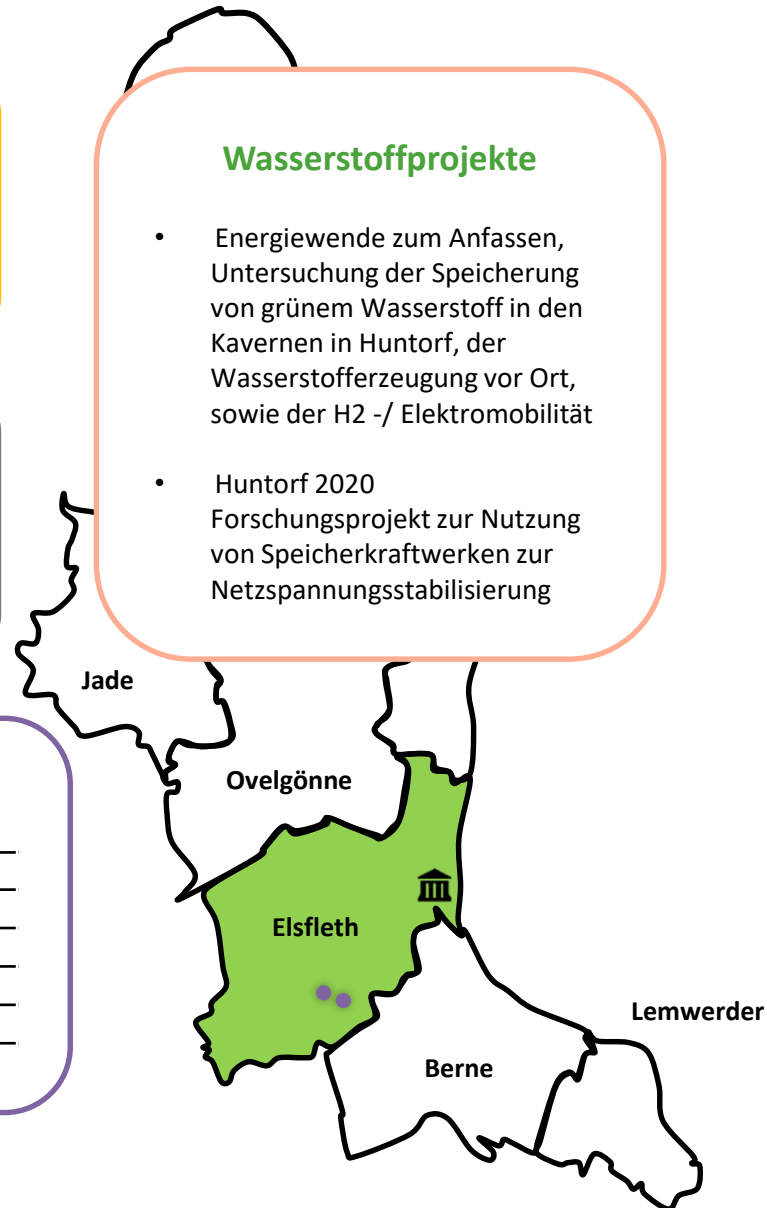 Wasserstoffprojekte
• Energiewende zum Anfassen,
Untersuchung der Speicherung
von grünem Wasserstoff in den
Kavernen in Huntorf, der
Wasserstofferzeugung vor Ort,
sowie der H2 -/ Elektromobilität
• Huntorf 2020
Forschungsprojekt zur Nutzung
von Speicherkraftwerken zur
Netzspannungsstabilisierung
Jade
Ovelgönne
Elsfleth
Lemwerder
Berne